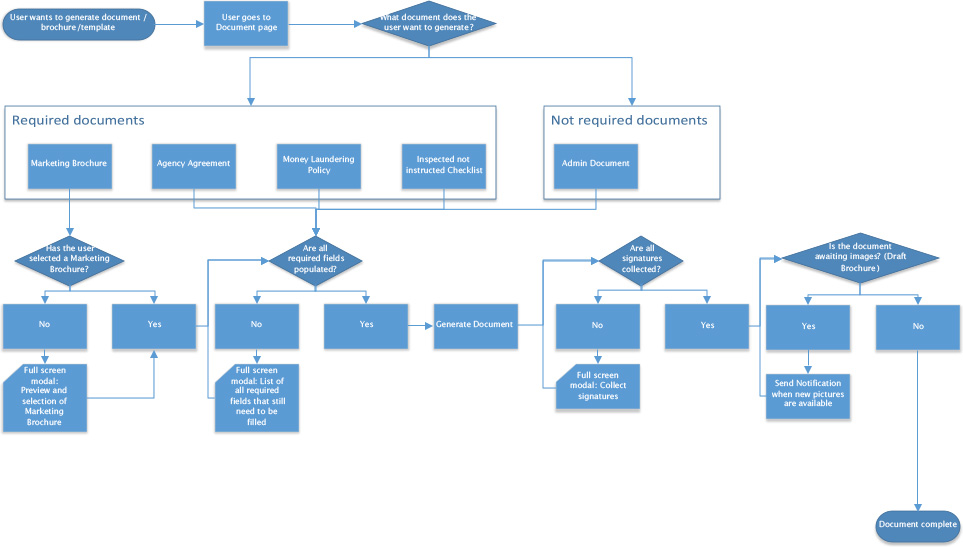 User wants to generate document /
brochure /template
User goes to
Document page
What document does the
user want to generate?
Required documents
Not required documents
Marketing Brochure
Agency Agreement
Money Laundering
Policy
Inspected not
instructed Checklist
Admin Document
Has the user
selected a Marketing
Brochure?
Are all
required fields
populated?
Are all
signatures
collected?
Is the document
awaiting images? (Draft
Brochure)
No
Yes
No
Yes
Generate Document
No
Yes
Yes
No
Full screen
modal:
Preview and
selection of
Marketing
Brochure
Full screen
modal: List of
all required
fields that still
need to be
filled
Full screen
modal: Collect
signatures
Send Notification
when new pictures
are available
Document complete